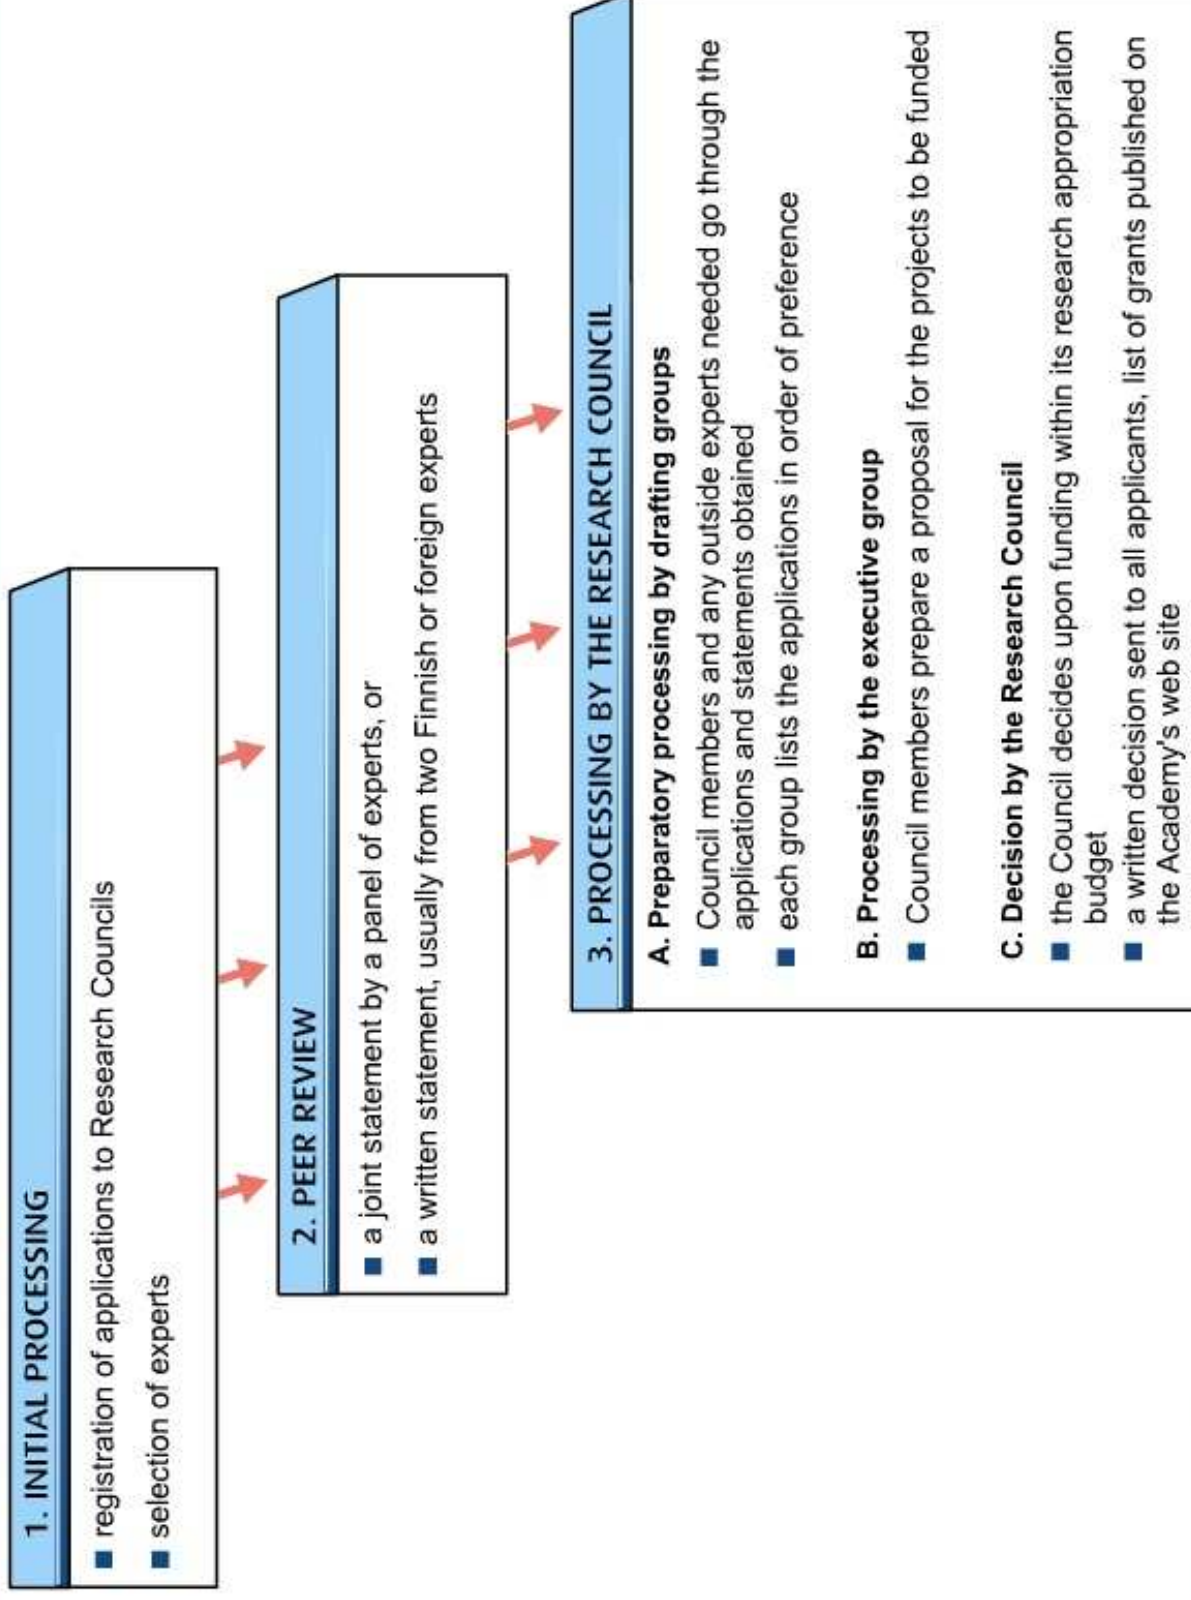 1. INITIAL PROCESSING
■ registration of applications to Research Councils
■ selection of experts
2. PEER REVIEW
■ a joint statement by a panel of experts, or
■ a written statement, usually from two Finnish or foreign experts
3. PROCESSING BY THE RESEARCH COUNCIL
A. Preparatory processing by drafting groups
■ Council members and any outside experts needed go through the
applications and statements obtained
■ each group lists the applications in order of preference
B. Processing by the executive group
■ Council members prepare a proposal for the projects to be funded
C. Decision by the Research Council
■ the Council decides upon funding within its research appropriation
budget
■ a written decision sent to all applicants, list of grants published on
the Academy's web site